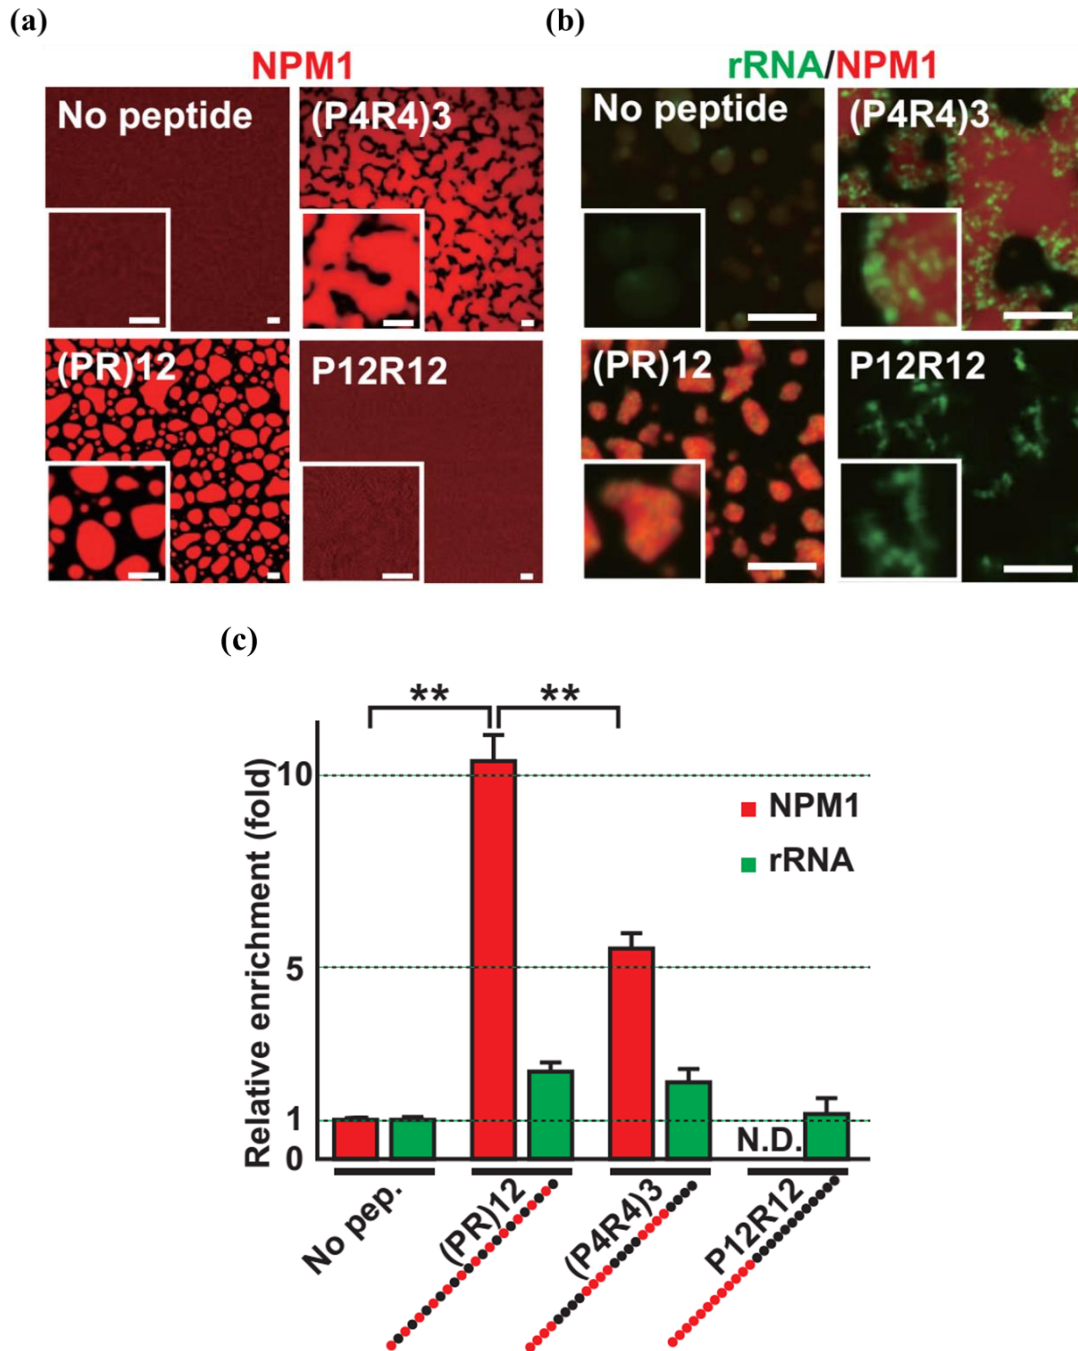 (a)
(b)
NPM1
rRNA/NPM1
No peptide
(P4R4)3
No peptide
(P4R4)3
(PR)12
P12R12
(PR)12
P12R12
(c)
**
**
Relative enrichment (fold)
10
5
1
0
NPM1
rRNA
N.D.
No pep.
(PR)12
(P4R4)3
P12R12